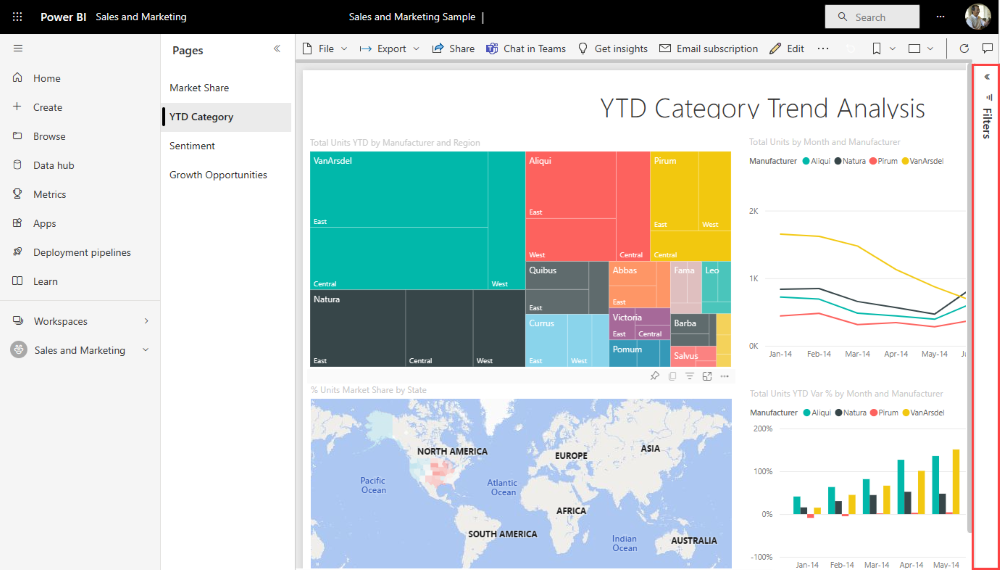 Power BI Sales and Marketing Sales and Marketing Sample Search
Pages
File Export Share Chat in Teams Get insights Email subscription Edit
Home
Create
Browse
Data hub
Metrics
Apps
Deployment pipelines
Learn
Workspaces
Sales and Marketing
Market Share
YTD Category
Sentiment
Growth Opportunities
YTD Category Trend Analysis
Total Units YTD by Manufacturer and Region
VanArsdel
East
Central
West
Aliqui
East
West
Central
Pirum
East
West
Central
Natura
East
Central
West
Quibus
East
Currus
East
West
Abbas
East
Victoria
East
Central
Pomum
Fama
Leo
Barba
Salvus
Total Units by Month and Manufacturer
Manufacturer Aliqui Natura Pirum VanArsdel
2K
1K
0K
Jan-14 Feb-14 Mar-14 Apr-14 May-14
% Units Market Share by State
NORTH AMERICA
EUROPE
ASIA
Pacific
Ocean
Atlantic
Ocean
AFRICA
SOUTH AMERICA
Indian
Ocean
AUSTRALIA
Total Units YTD Var % by Month and Manufacturer
Manufacturer Aliqui Natura Pirum VanArsdel
200%
100%
0%
-100%
Jan-14 Feb-14 Mar-14 Apr-14 May-14
Filters